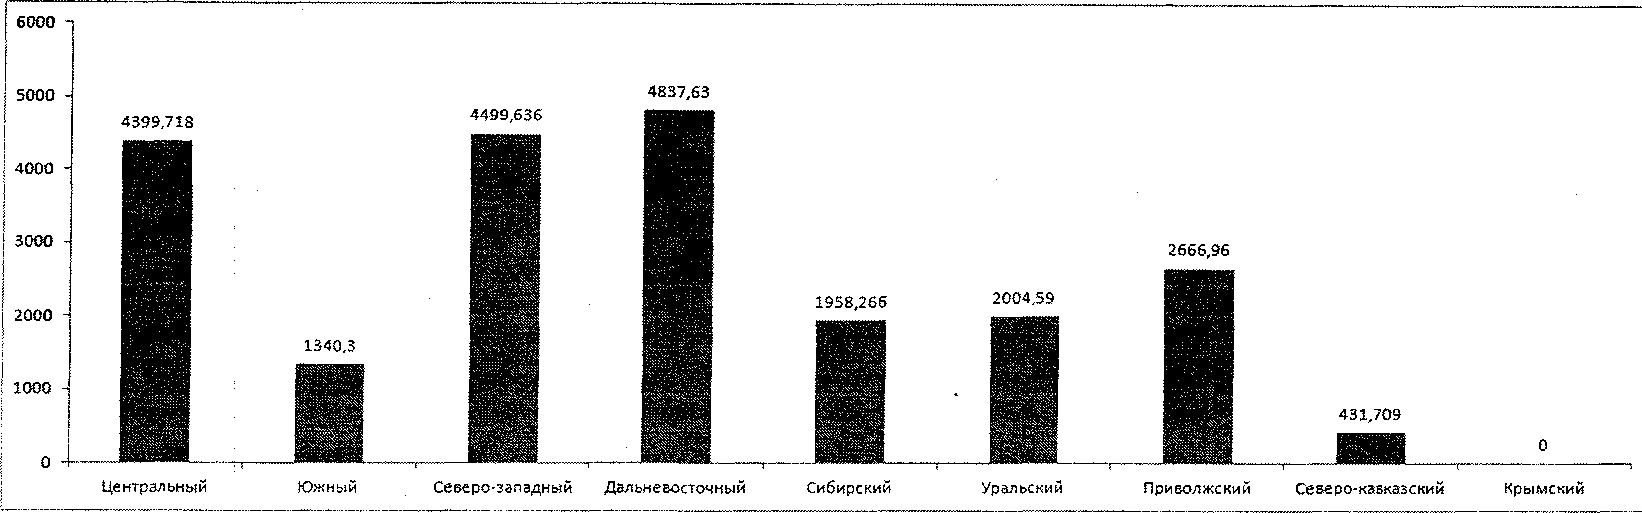 6000
5000
4000
3000
2000
1000
0
4399,718
1340,3
4499,636
4837,63
1958,266
2004,59
2666,96
431,709
0
Центральный
Южный
Северо-западный
Дальневосточный
Сибирский
Уральский
Приволжский
Северо-кавказский
Крымский